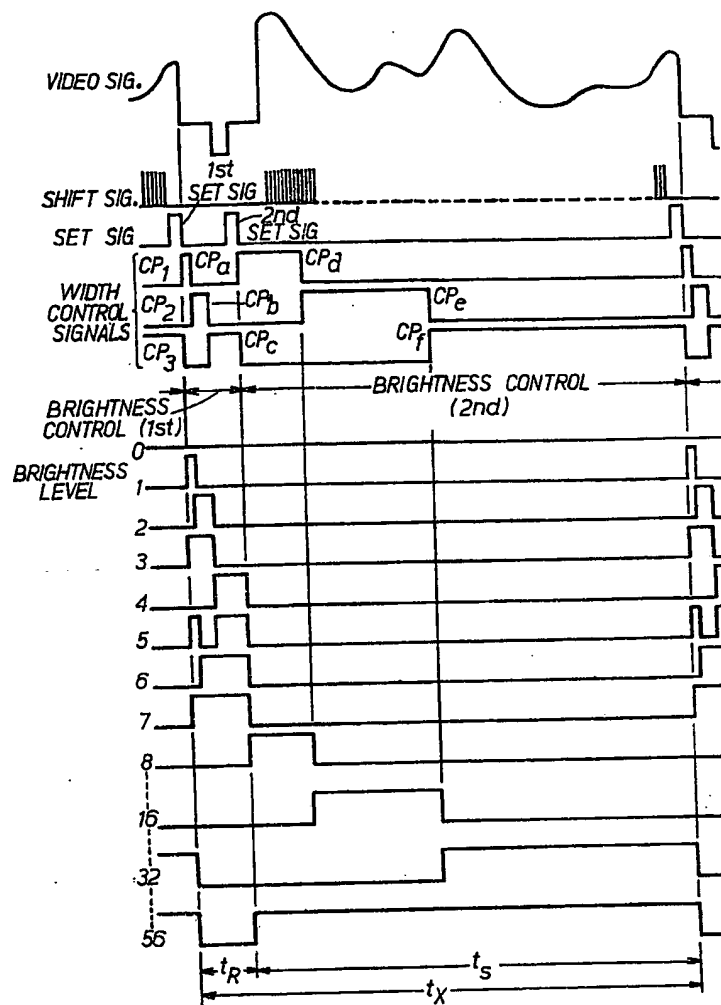 VIDEO SIG.
1st
SET SIG
SHIFT SIG.
2nd
SET SIG
SET SIG
WIDTH
CONTROL
SIGNALS
CP1 CPa CPd
CP2 CPb CPe
CP3 CPc CPf
BRIGHTNESS
CONTROL (1st)
BRIGHTNESS CONTROL
(2nd)
BRIGHTNESS
LEVEL
0
1
2
3
4
5
6
7
8
16
32
56
tR
tS
tX